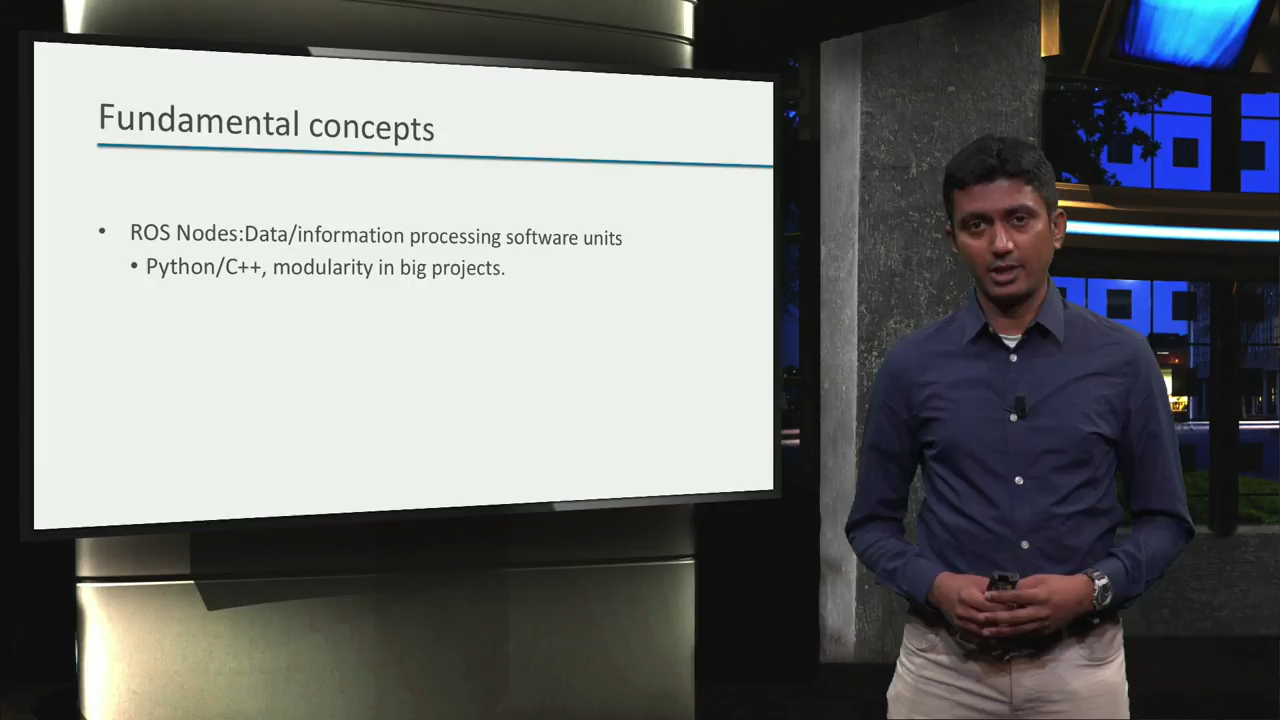 Fundamental concepts
• ROS Nodes:Data/information processing software units
• Python/C++, modularity in big projects.